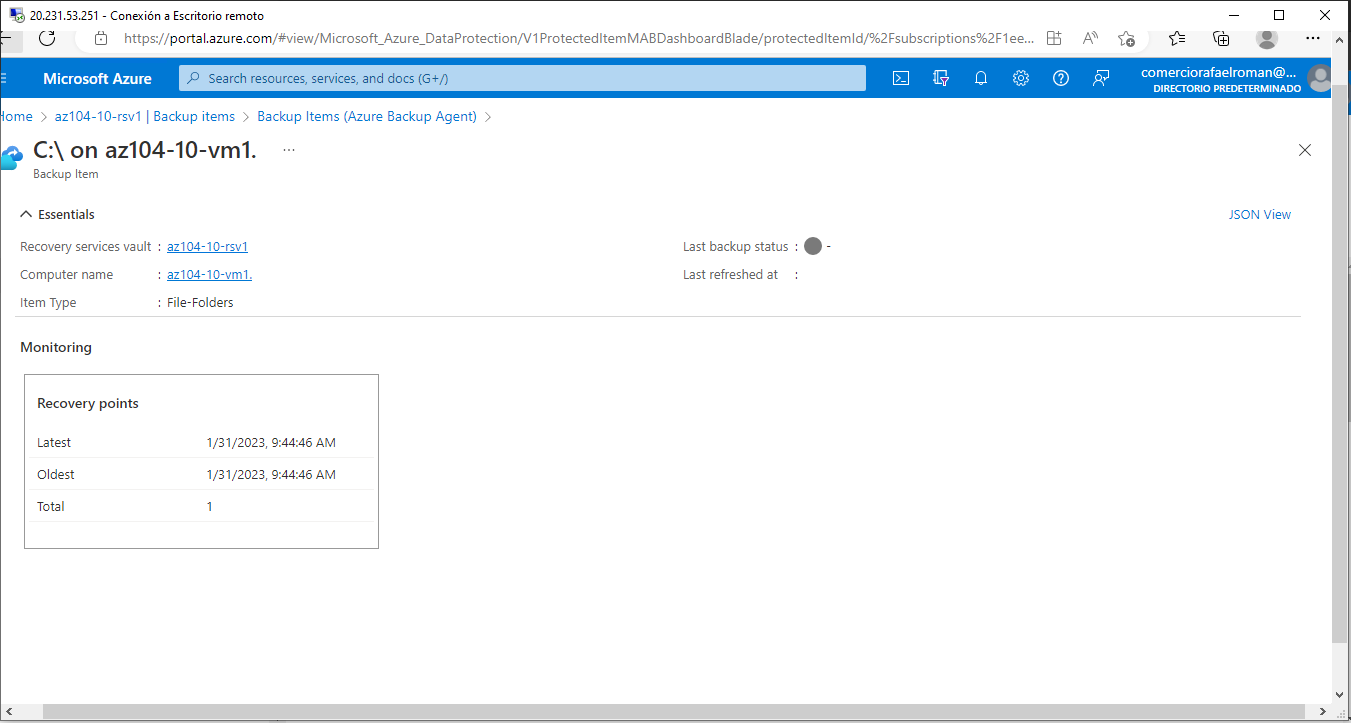 20.231.53.251 - Conexión a Escritorio remoto
https://portal.azure.com/#view/Microsoft_Azure_DataProtection/V1ProtectedItemMABDashboardBlade/protectedItemId/%2Fsubscriptions%2F1ee...
Microsoft Azure
Search resources, services, and docs (G+/)
comerciorafaelroman@...
DIRECTORIO PREDETERMINADO
Home > az104-10-rsv1 | Backup items > Backup Items (Azure Backup Agent) >
C:\ on az104-10-vm1. ...
Backup Item
Essentials
JSON View
Recovery services vault : az104-10-rsv1
Last backup status : -
Computer name : az104-10-vm1.
Last refreshed at :
Item Type : File-Folders
Monitoring
Recovery points
Latest 1/31/2023, 9:44:46 AM
Oldest 1/31/2023, 9:44:46 AM
Total 1